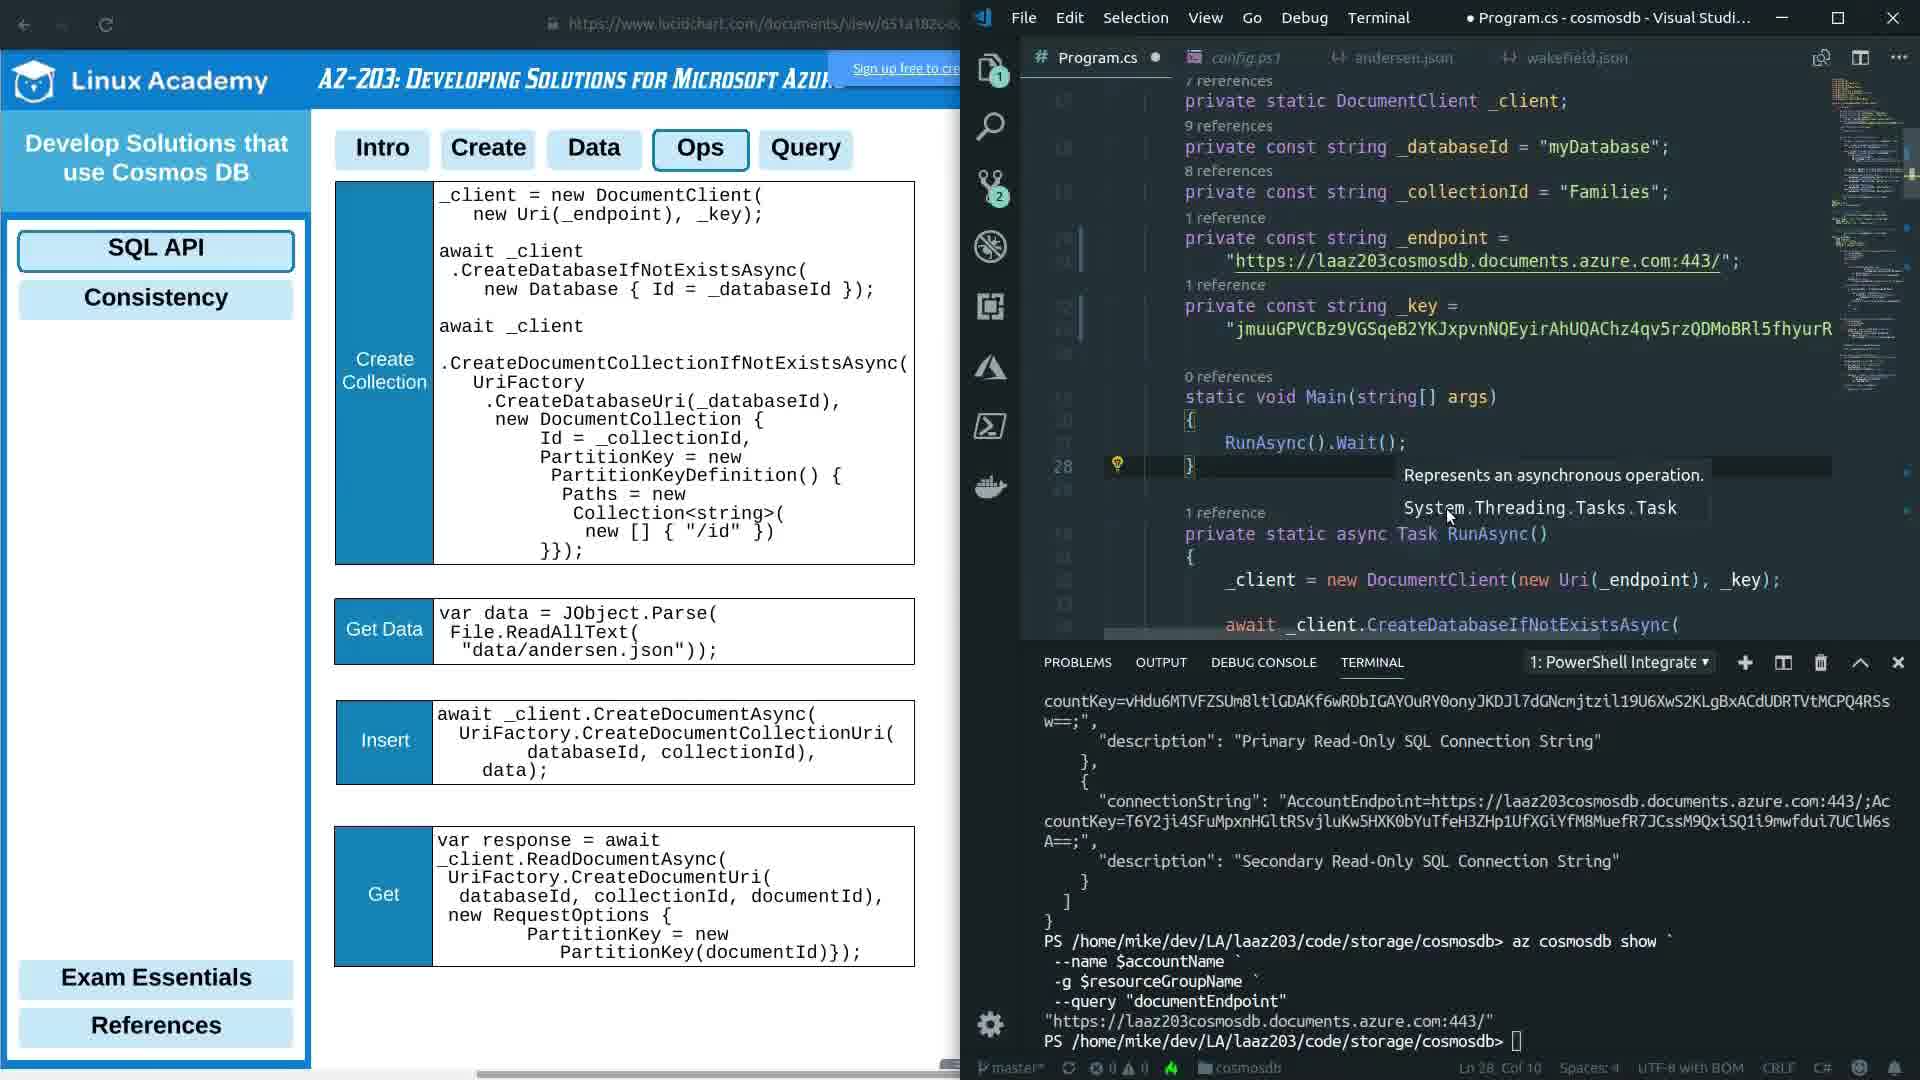 https://www.lucidchart.com/documents/view/651a182c-
Linux Academy
AZ-203: Developing Solutions for Microsoft Azur
Sign up free to cre
Develop Solutions that
use Cosmos DB
SQL API
Consistency
Exam Essentials
References
Intro
Create
Data
Ops
Query
Create
Collection
_client = new DocumentClient(
new Uri(_endpoint), _key);
await _client
.CreateDatabaseIfNotExistsAsync(
new Database { Id = _databaseId });
await _client
.CreateDocumentCollectionIfNotExistsAsync(
UriFactory
.CreateDatabaseUri(_databaseId),
new DocumentCollection {
Id = _collectionId,
PartitionKey = new
PartitionKeyDefinition() {
Paths = new
Collection<string>(
new [] { "/id" })
}});
Get Data
var data = JObject.Parse(
File.ReadAllText(
"data/andersen.json"));
Insert
await _client.CreateDocumentAsync(
UriFactory.CreateDocumentCollectionUri(
databaseId, collectionId),
data);
Get
var response = await
_client.ReadDocumentAsync(
UriFactory.CreateDocumentUri(
databaseId, collectionId, documentId),
new RequestOptions {
PartitionKey = new
PartitionKey(documentId)});
File Edit Selection View Go Debug Terminal
● Program.cs - cosmosdb - Visual Studi...
Program.cs
config.ps1
andersen.json
wakefield.json
1
2
7 references
private static DocumentClient _client;
9 references
private const string _databaseId = "myDatabase";
8 references
private const string _collectionId = "Families";
1 reference
private const string _endpoint =
"https://laaz203cosmosdb.documents.azure.com:443/";
1 reference
private const string _key =
"jmuuGPVCBz9VGSqeB2YKJxpvnNQEyirAhUQAChz4qv5rzQDMoBRl5fhyurR
0 references
static void Main(string[] args)
{
RunAsync().Wait();
28 }
Represents an asynchronous operation.
System.Threading.Tasks.Task
1 reference
private static async Task RunAsync()
{
_client = new DocumentClient(new Uri(_endpoint), _key);
await _client.CreateDatabaseIfNotExistsAsync(
PROBLEMS OUTPUT DEBUG CONSOLE TERMINAL
1: PowerShell Integrate
countKey=vHdu6MTVFZSUm8ltlGDAKf6wRDbIGAYOuRY0onyJKDJl7dGNcmjtzil19U6XwS2KLgBxACdUDRTVtMCPQ4RSs
w==;",
"description": "Primary Read-Only SQL Connection String"
},
{
"connectionString": "AccountEndpoint=https://laaz203cosmosdb.documents.azure.com:443/;Ac
countKey=T6Y2ji4SFuMpxnHGltRSvjluKw5HXK0bYuTfeH3ZHp1UfXGiYfM8MuefR7JCssM9QxiSQ1i9mwfdui7UClW6s
A==;",
"description": "Secondary Read-Only SQL Connection String"
}
]
}
PS /home/mike/dev/LA/laaz203/code/storage/cosmosdb> az cosmosdb show `
--name $accountName `
-g $resourceGroupName `
--query "documentEndpoint"
"https://laaz203cosmosdb.documents.azure.com:443/"
PS /home/mike/dev/LA/laaz203/code/storage/cosmosdb>
master* 0 0 cosmosdb Ln 28, Col 10 Spaces: 4 UTF-8 with BOM CRLF C#